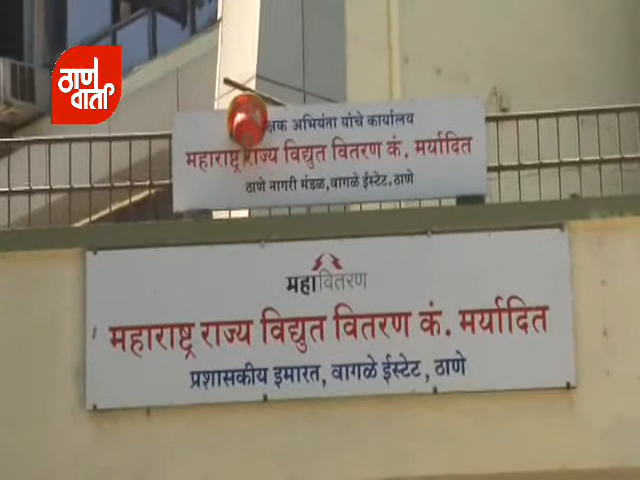 ठाणे
वार्ता
क्षक अभियंता यांचे कार्यालय
महाराष्ट्र राज्य विद्युत वितरण कं. मर्यादित
ठाणे नागरी मंडळ, वागळे ईस्टेट, ठाणे
महावितरण
महाराष्ट्र राज्य विद्युत वितरण कं. मर्यादित
प्रशासकीय इमारत, वागळे ईस्टेट, ठाणे